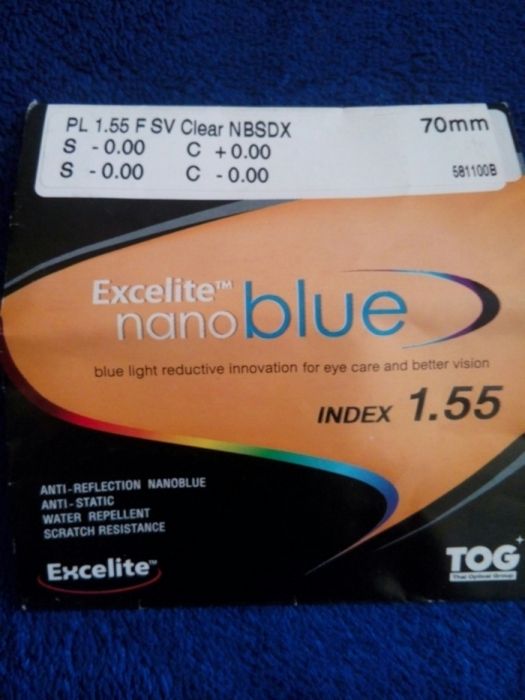 PL 1.55 F SV Clear NBSDX 70mm
S - 0.00 C + 0.00
S - 0.00 C - 0.00 581100B
Excelite™
nanoblue
blue light reductive innovation for eye care and better vision
INDEX 1.55
ANTI-REFLECTION NANOBLUE
ANTI-STATIC
WATER REPELLENT
SCRATCH RESISTANCE
Excelite™
TOG+
Thai Optical Group